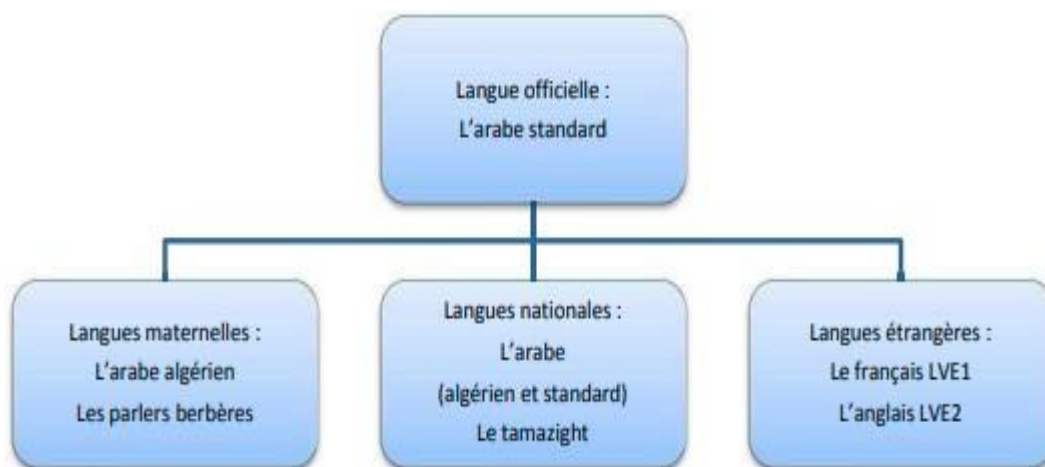 Langue officielle :
L’arabe standard
Langues maternelles :
L’arabe algérien
Les parlers berbères
Langues nationales :
L’arabe
(algérien et standard)
Le tamazight
Langues étrangères :
Le français LVE1
L’anglais LVE2